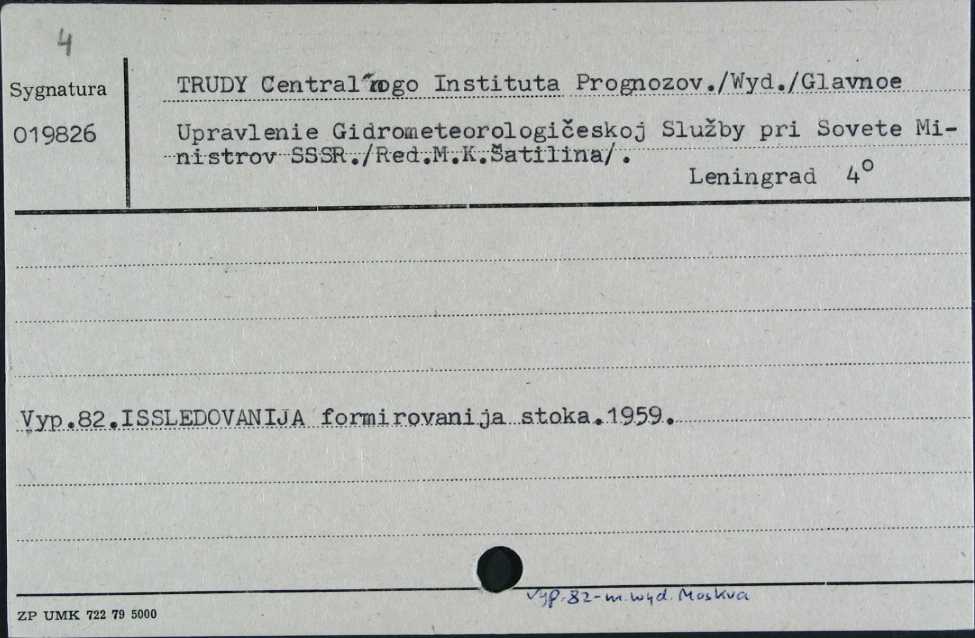 4
Sygnatura
019826
TRUDY Central'nogo Instituta Prognozov./Wyd./Glavnoe
Upravlenie Gidrometeorologičeskoj Služby pri Sovete Mi-
nistrov SSSR./Red.M.K.Šatilina/.
Leningrad 4°
Vyp.82.ISSLEDOVANIJA formirovanija stoka.1959.
Vyp.82-m.wyd. Moskva
ZP UMK 722 79 5000